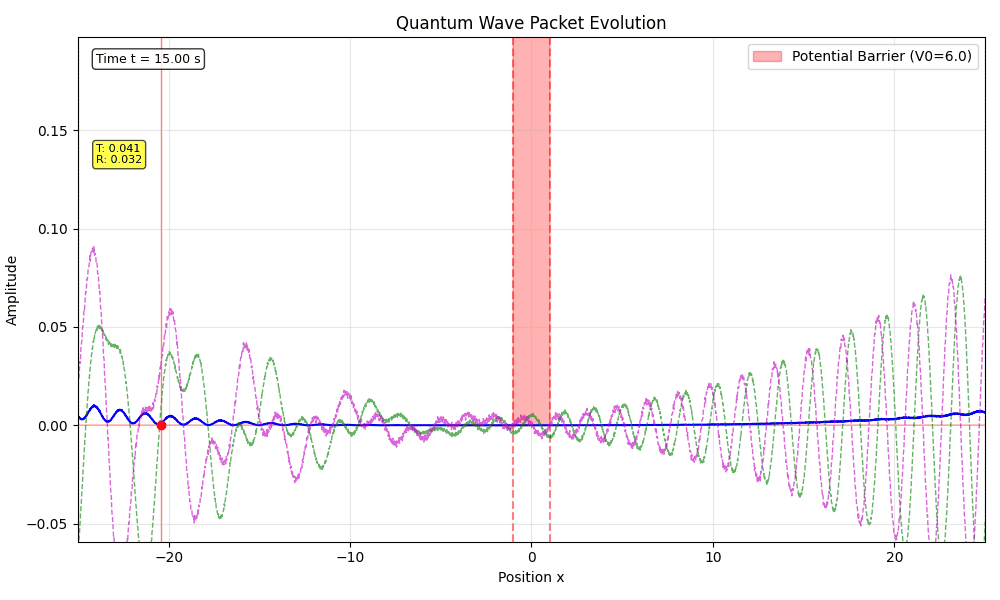 Quantum Wave Packet Evolution
Time t = 15.00 s
Potential Barrier (V0=6.0)
T: 0.041
R: 0.032
Amplitude
0.15
0.10
0.05
0.00
−0.05
−20
−10
0
10
20
Position x